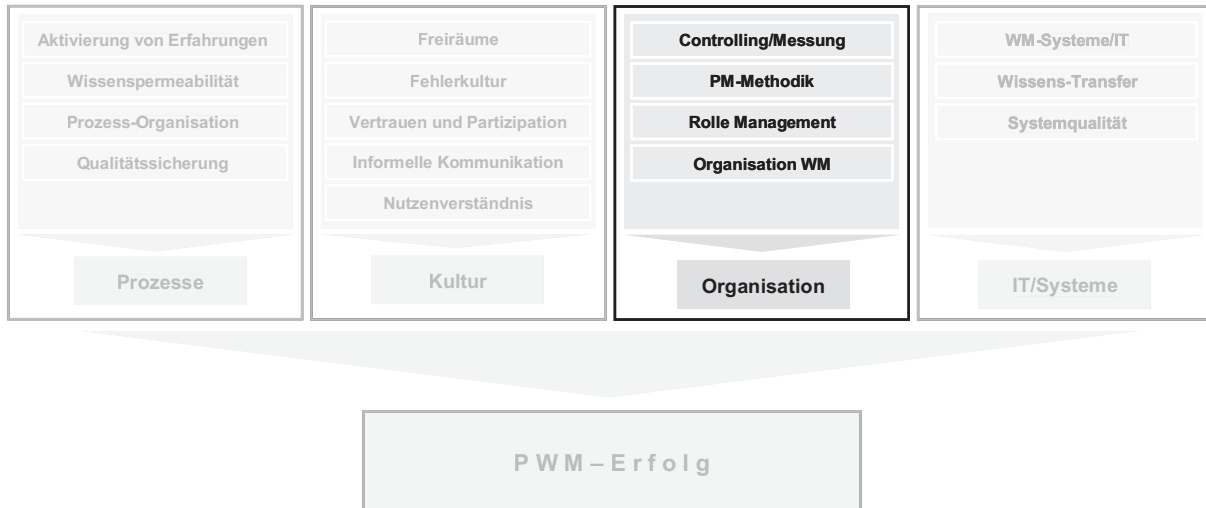 Aktivierung von Erfahrungen
Wissenspermeabilität
Prozess-Organisation
Qualitätssicherung
Prozesse
Freiräume
Fehlerkultur
Vertrauen und Partizipation
Informelle Kommunikation
Nutzenverständnis
Kultur
Controlling/Messung
PM-Methodik
Rolle Management
Organisation WM
Organisation
WM-Systeme/IT
Wissens-Transfer
Systemqualität
IT/Systeme
PWM – Erfolg